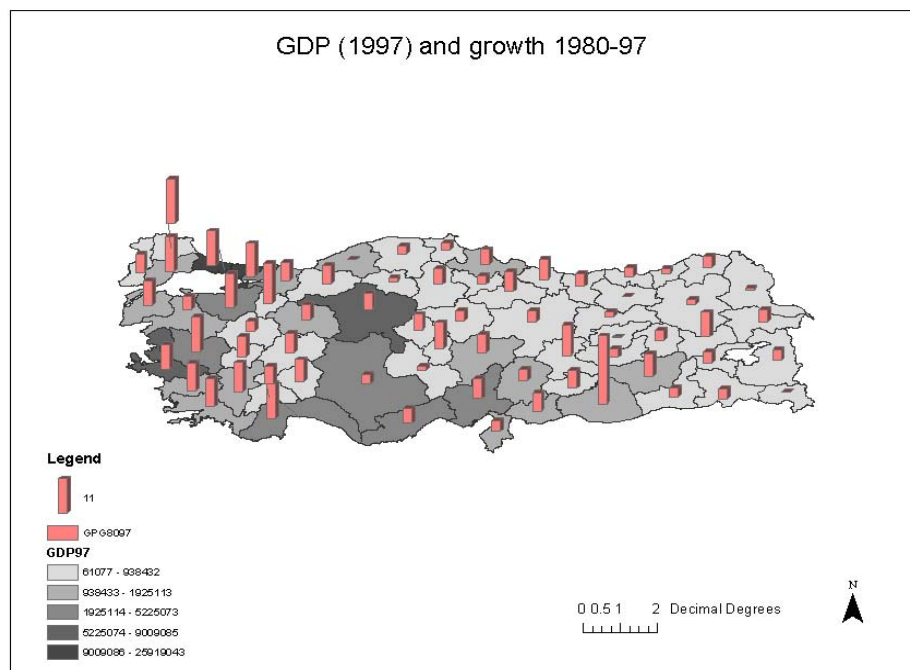 GDP (1997) and growth 1980-97
Legend
11
GPG8097
GDP97
61077 - 938432
938433 - 1925113
1925114 - 5225073
5225074 - 9009085
9009086 - 25919043
0 0.5 1 2 Decimal Degrees
N